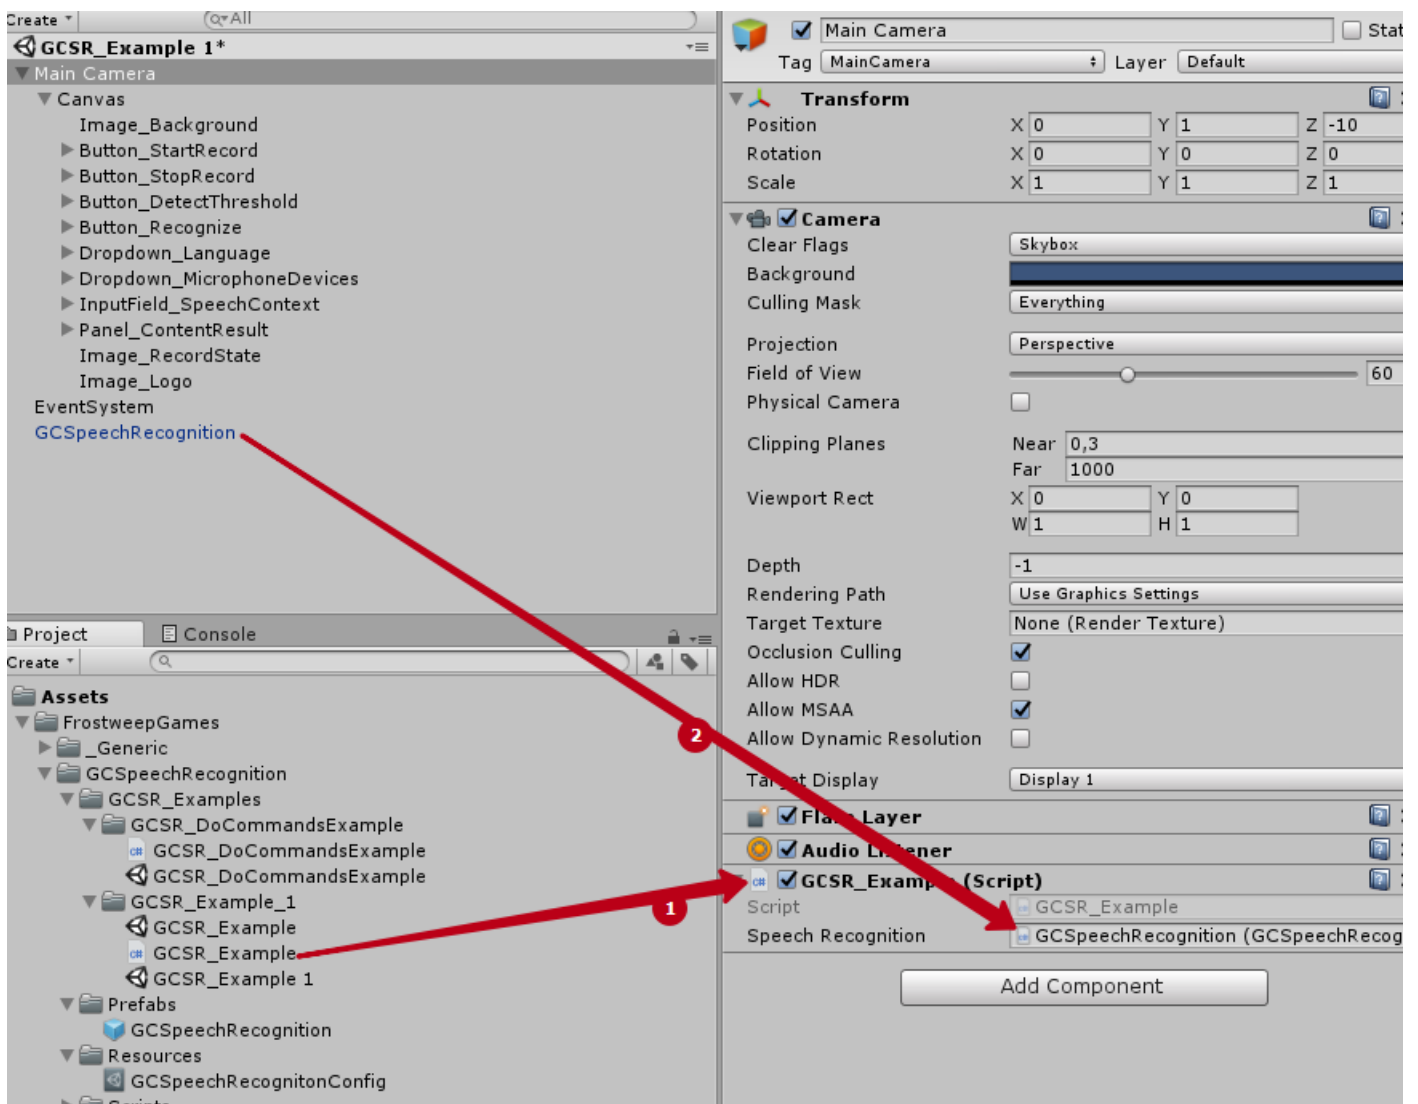 Create
All
GCSR_Example 1*
Main Camera
Canvas
Image_Background
Button_StartRecord
Button_StopRecord
Button_DetectThreshold
Button_Recognize
Dropdown_Language
Dropdown_MicrophoneDevices
InputField_SpeechContext
Panel_ContentResult
Image_RecordState
Image_Logo
EventSystem
GCSpeechRecognition
Project Console
Create
Assets
FrostweepGames
_Generic
GCSpeechRecognition
GCSR_Examples
GCSR_DoCommandsExample
GCSR_DoCommandsExample
GCSR_DoCommandsExample
GCSR_Example_1
GCSR_Example
GCSR_Example
GCSR_Example 1
Prefabs
GCSpeechRecognition
Resources
GCSpeechRecognitonConfig
Main Camera Stat
Tag MainCamera Layer Default
Transform
Position X 0 Y 1 Z -10
Rotation X 0 Y 0 Z 0
Scale X 1 Y 1 Z 1
Camera
Clear Flags Skybox
Background
Culling Mask Everything
Projection Perspective
Field of View 60
Physical Camera
Clipping Planes Near 0,3
Far 1000
Viewport Rect X 0 Y 0
W 1 H 1
Depth -1
Rendering Path Use Graphics Settings
Target Texture None (Render Texture)
Occlusion Culling
Allow HDR
Allow MSAA
2
Allow Dynamic Resolution
Target Display Display 1
Flare Layer
Audio Listener
GCSR_Example (Script)
1
Script GCSR_Example
Speech Recognition GCSpeechRecognition (GCSpeechRecog
Add Component